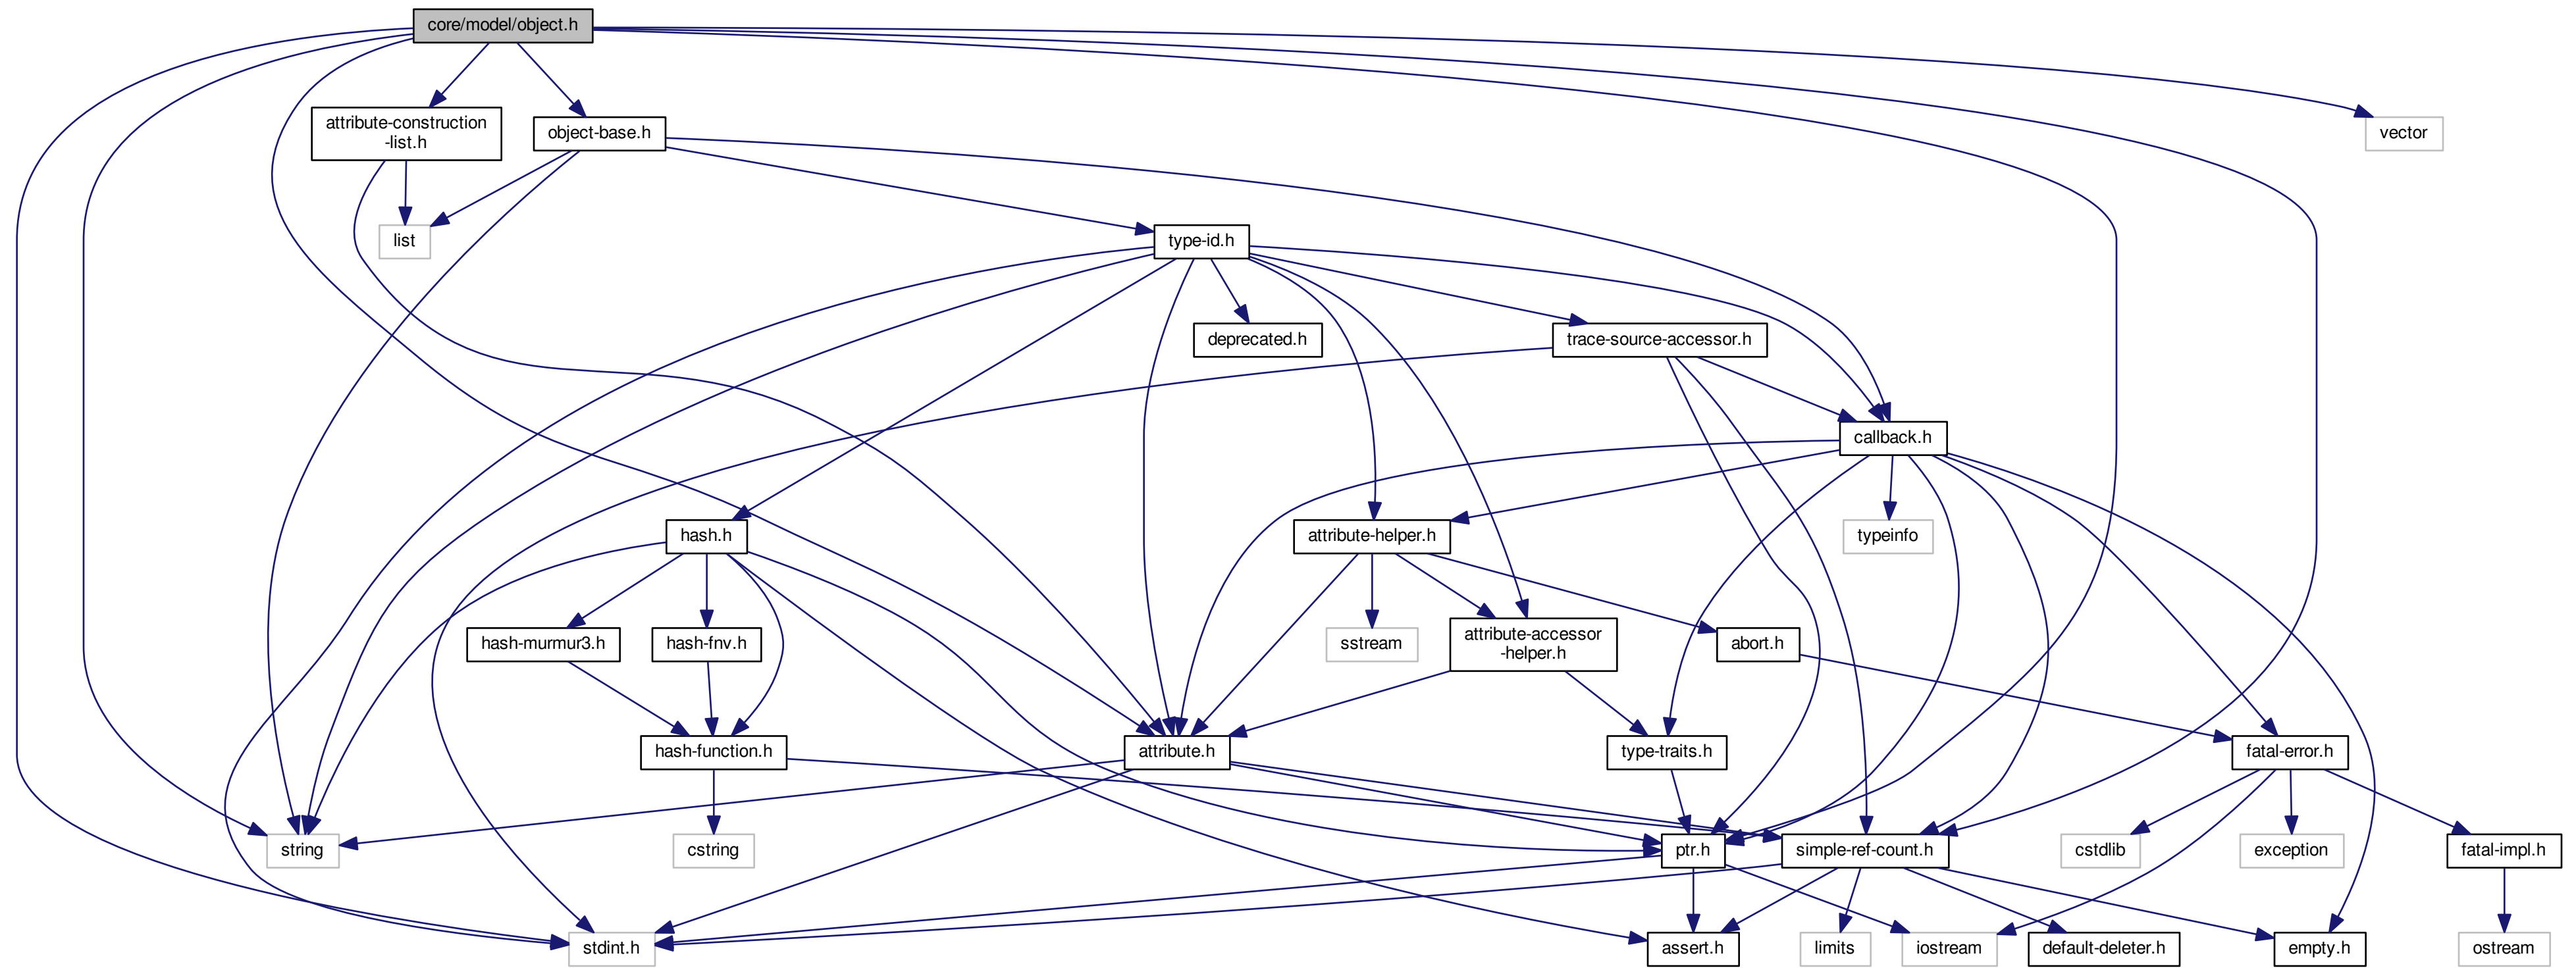 core/model/object.h
attribute-construction
-list.h
object-base.h
vector
list
type-id.h
deprecated.h
trace-source-accessor.h
callback.h
hash.h
attribute-helper.h
typeinfo
hash-murmur3.h
hash-fnv.h
sstream
attribute-accessor
-helper.h
abort.h
hash-function.h
attribute.h
type-traits.h
fatal-error.h
string
cstring
ptr.h
simple-ref-count.h
cstdlib
exception
fatal-impl.h
stdint.h
assert.h
limits
iostream
default-deleter.h
empty.h
ostream